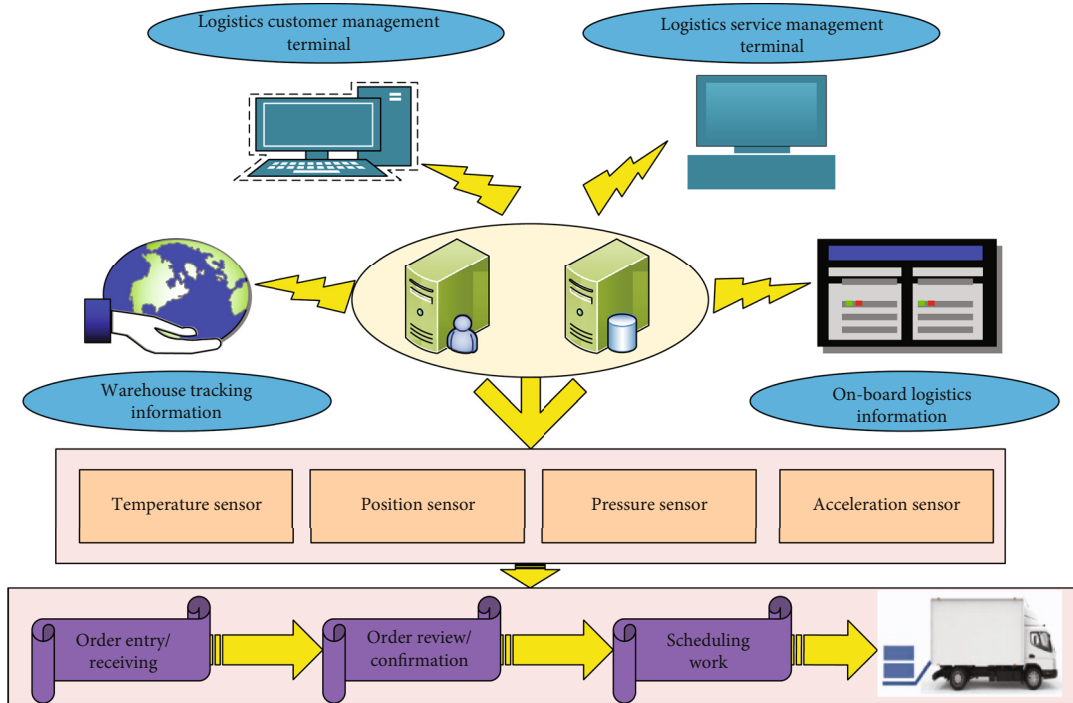 Logistics customer management
terminal
Logistics service management
terminal
Warehouse tracking
information
On-board logistics
information
Temperature sensor
Position sensor
Pressure sensor
Acceleration sensor
Order entry/
receiving
Order review/
confirmation
Scheduling
work